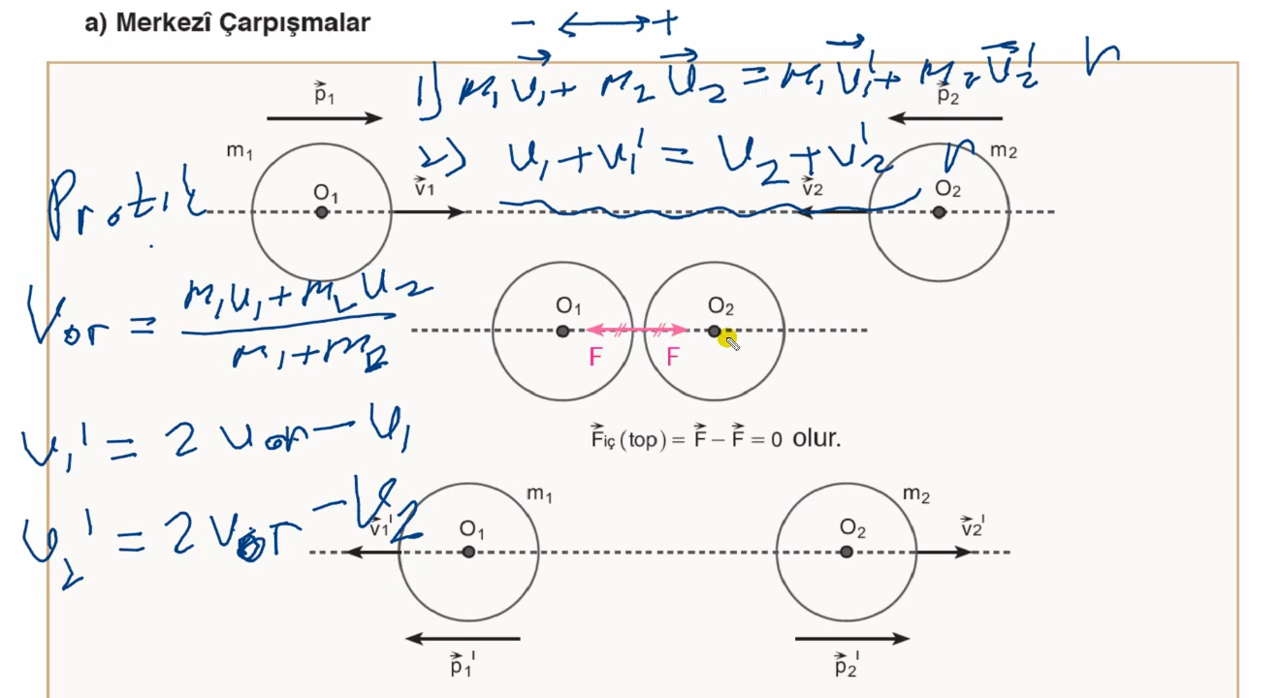 a) Merkezî Çarpışmalar
- ⟷ +
1) m₁v⃗₁ + m₂v⃗₂ = m₁v⃗₁' + m₂v⃗₂'
p⃗₁ p⃗₂
2) v₁ + v₁' = v₂ + v₂'
m₁ m₂
O₁ v⃗₁ v⃗₂ O₂
Pratik
Vor = m₁v₁ + m₂v₂ / m₁ + m₂
O₁ O₂
F F
v₁' = 2vor - v₁
F⃗iç (top) = F⃗ – F⃗ = 0 olur.
v₂' = 2vor - v₂
m₁ m₂
v⃗₁' O₁ O₂ v⃗₂'
p⃗₁' p⃗₂'